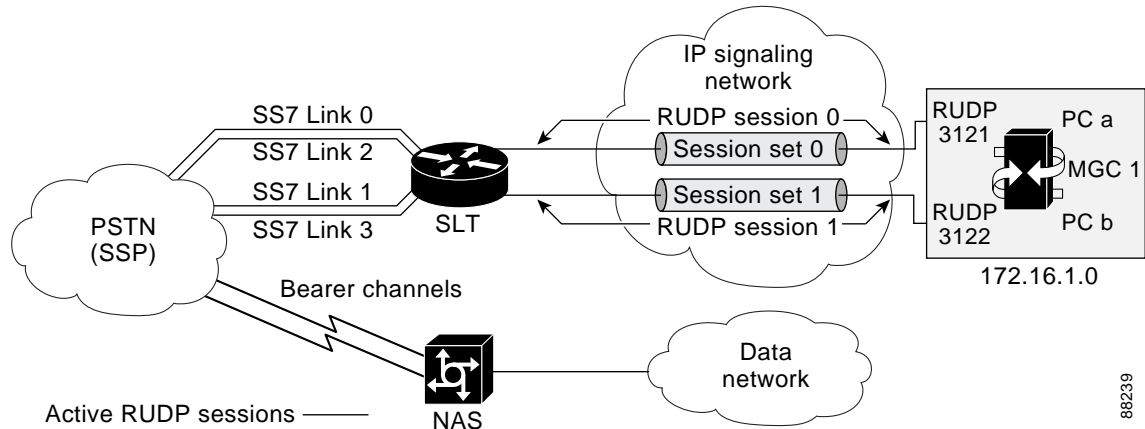 IP signaling
network
SS7 Link 0
SS7 Link 2
SS7 Link 1
SS7 Link 3
SLT
PSTN
(SSP)
RUDP session 0
Session set 0
Session set 1
RUDP session 1
RUDP
3121
PC a
MGC 1
RUDP
3122
PC b
172.16.1.0
Bearer channels
NAS
Data
network
Active RUDP sessions
88239